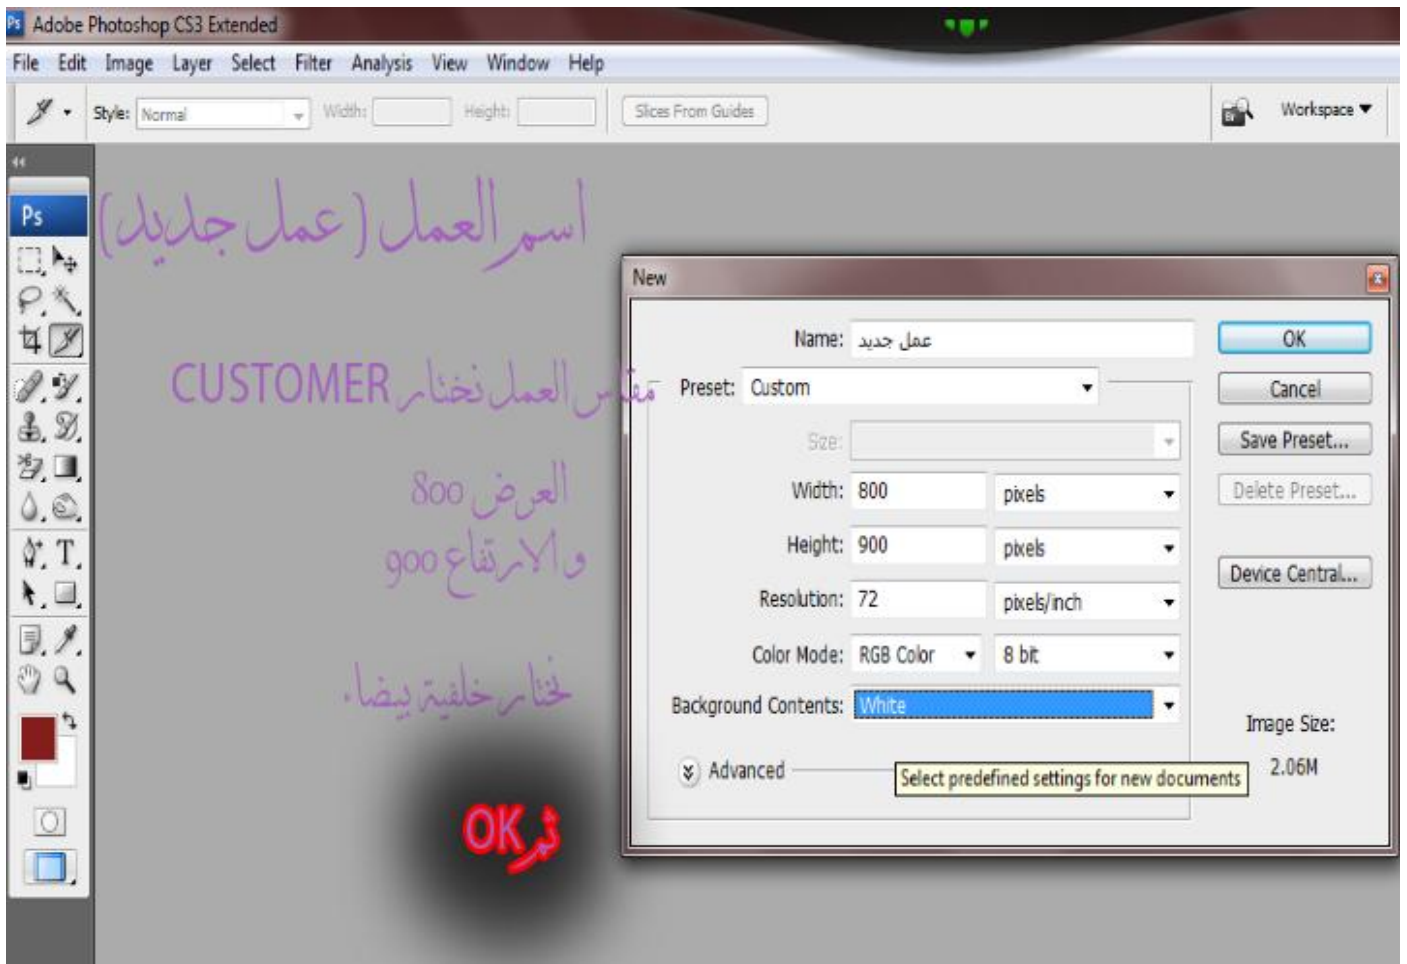 Adobe Photoshop CS3 Extended
File Edit Image Layer Select Filter Analysis View Window Help
Style: Normal Width: Height: Slices From Guides Workspace
Ps
اسم العمل (عمل جديد)
New
Name: عمل جديد
OK
مقاس العمل نختار CUSTOMER
Preset: Custom
Cancel
Size:
Save Preset...
العرض 800
Width: 800 pixels
Delete Preset...
والارتفاع 900
Height: 900 pixels
Device Central...
Resolution: 72 pixels/inch
Color Mode: RGB Color 8 bit
نختار خلفية بيضاء
Background Contents: White
Image Size:
2.06M
Advanced
Select predefined settings for new documents
ثم OK